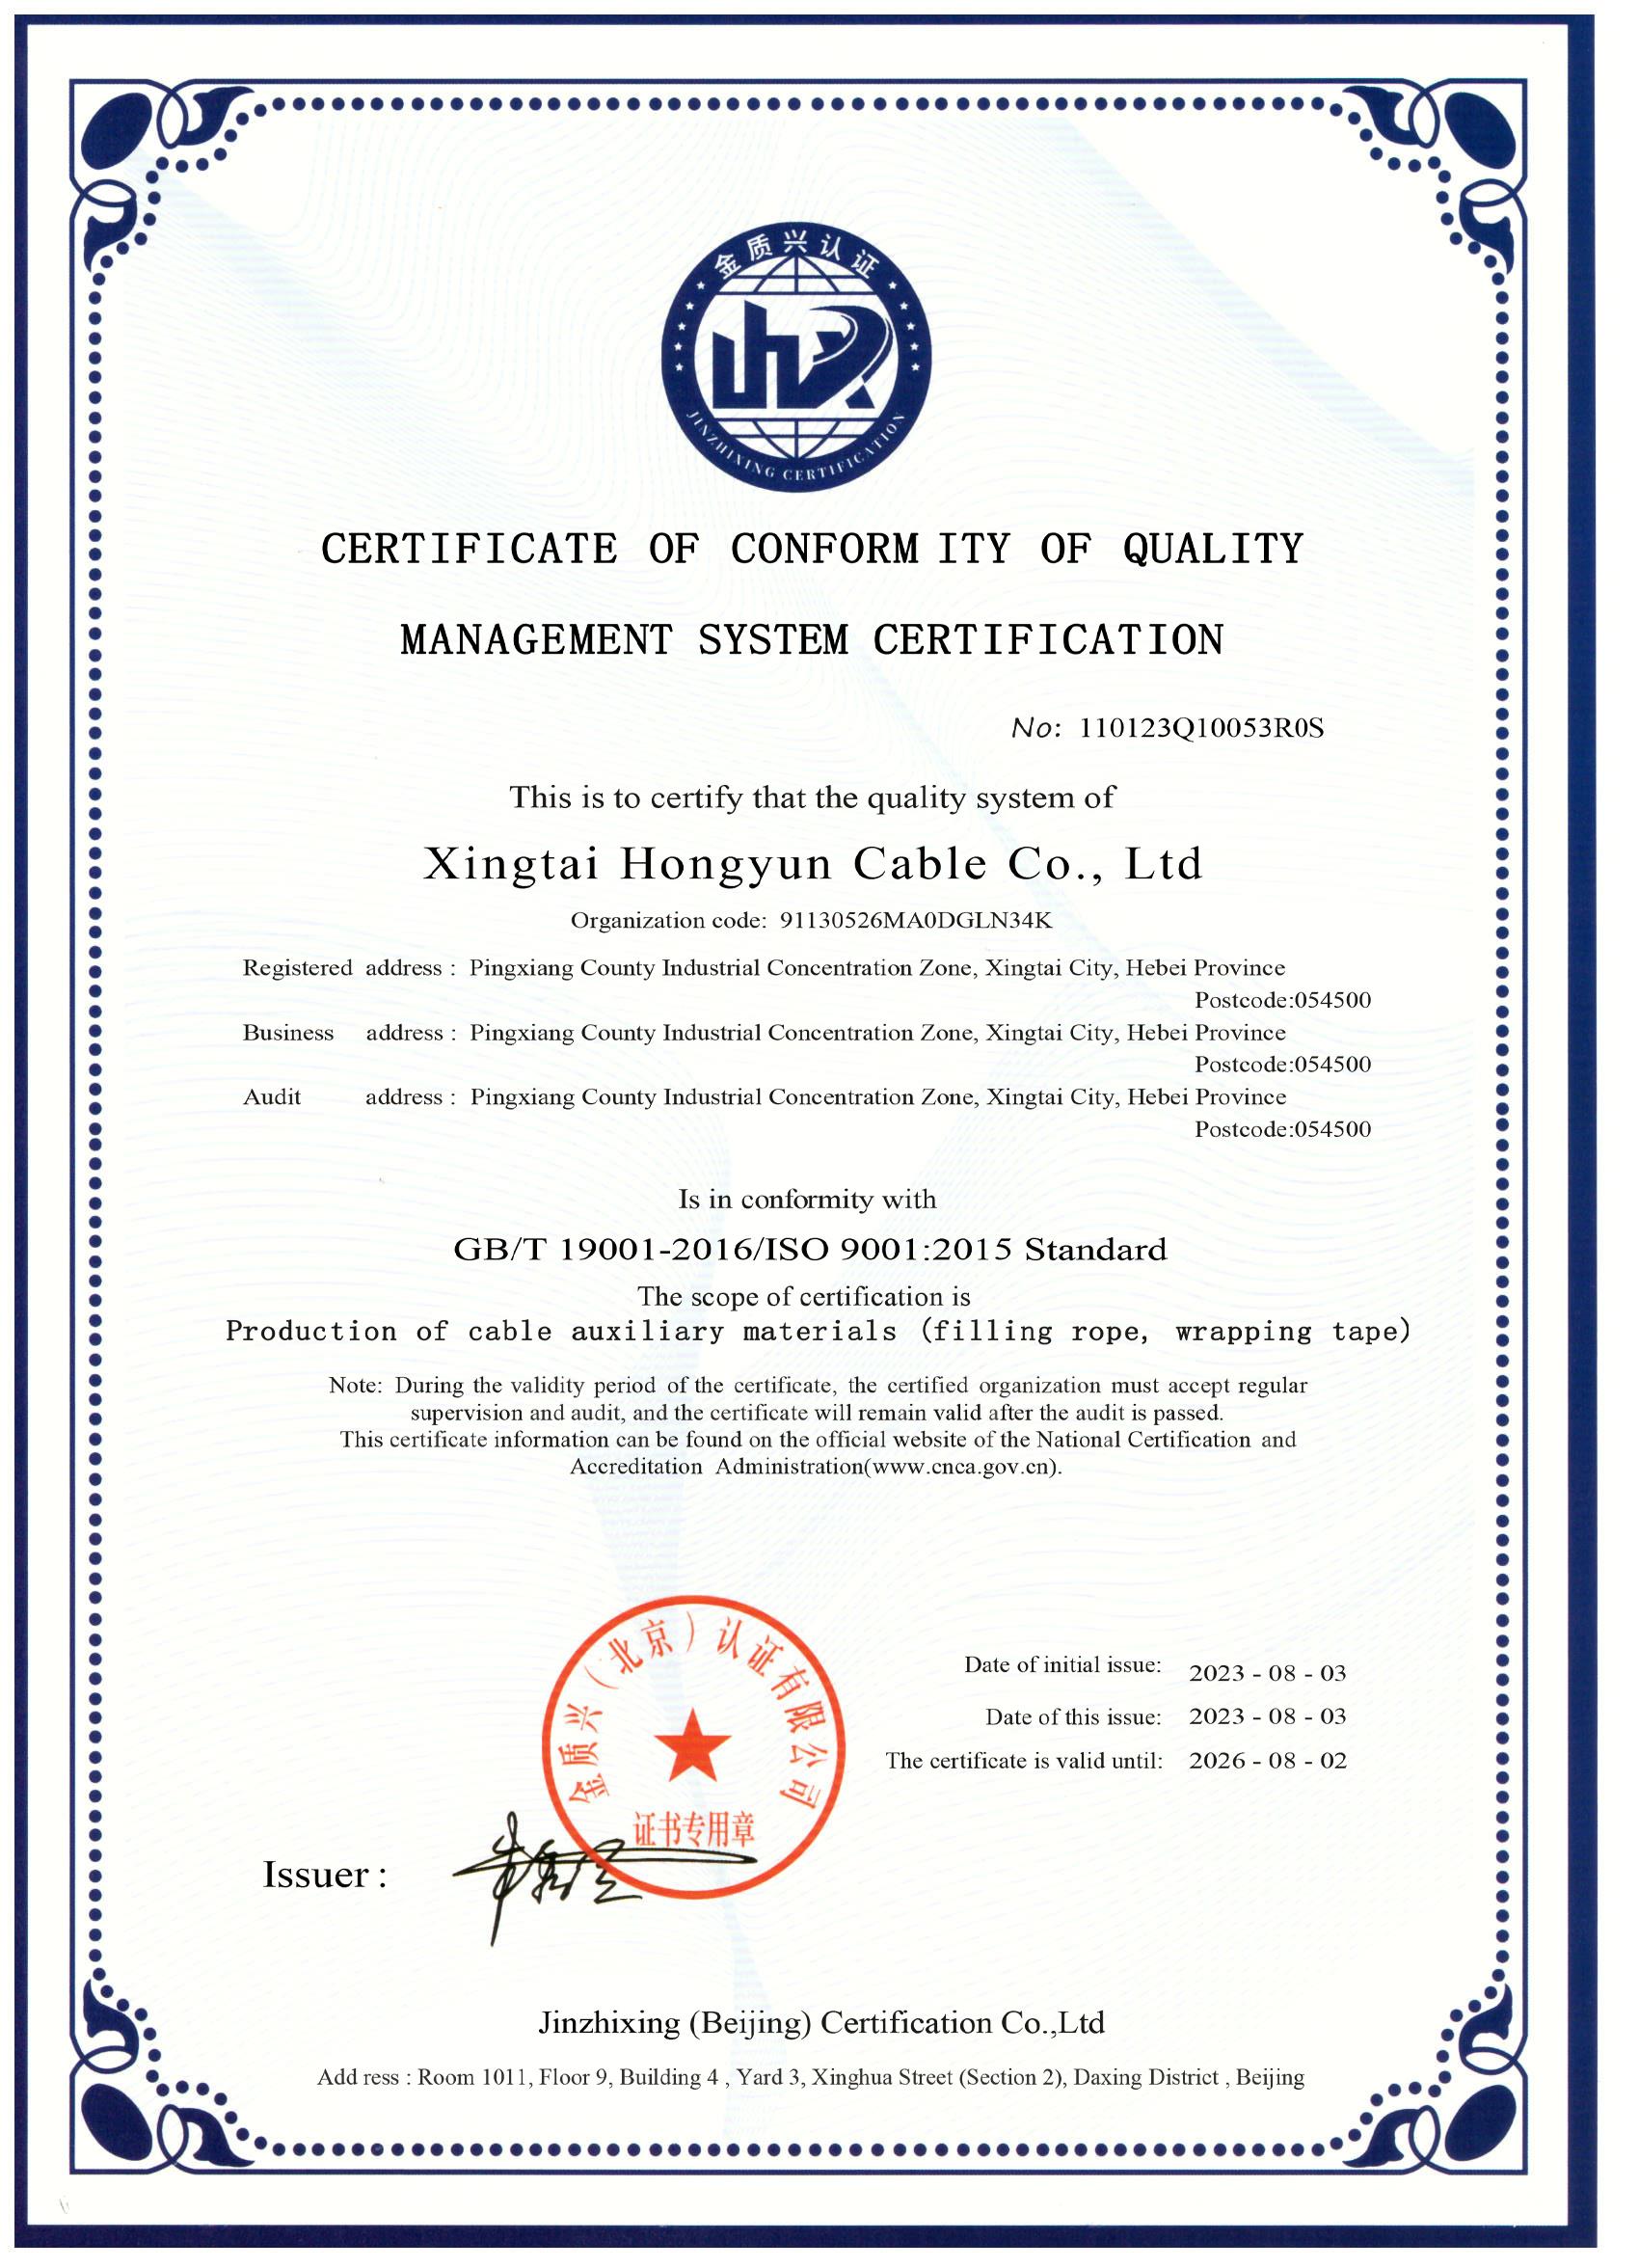 金质兴认证
JINZHIXING CERTIFICATION
CERTIFICATE OF CONFORM ITY OF QUALITY
MANAGEMENT SYSTEM CERTIFICATION
No: 110123Q10053R0S
This is to certify that the quality system of
Xingtai Hongyun Cable Co., Ltd
Organization code: 91130526MA0DGLN34K
Registered address : Pingxiang County Industrial Concentration Zone, Xingtai City, Hebei Province
Postcode:054500
Business address : Pingxiang County Industrial Concentration Zone, Xingtai City, Hebei Province
Postcode:054500
Audit address : Pingxiang County Industrial Concentration Zone, Xingtai City, Hebei Province
Postcode:054500
Is in conformity with
GB/T 19001-2016/ISO 9001:2015 Standard
The scope of certification is
Production of cable auxiliary materials (filling rope, wrapping tape)
Note: During the validity period of the certificate, the certified organization must accept regular
supervision and audit, and the certificate will remain valid after the audit is passed.
This certificate information can be found on the official website of the National Certification and
Accreditation Administration(www.cnca.gov.cn).
金质兴（北京）认证有限公司
证书专用章
Date of initial issue: 2023 - 08 - 03
Date of this issue: 2023 - 08 - 03
The certificate is valid until: 2026 - 08 - 02
Issuer :
Jinzhixing (Beijing) Certification Co.,Ltd
Add ress : Room 1011, Floor 9, Building 4 , Yard 3, Xinghua Street (Section 2), Daxing District , Beijing